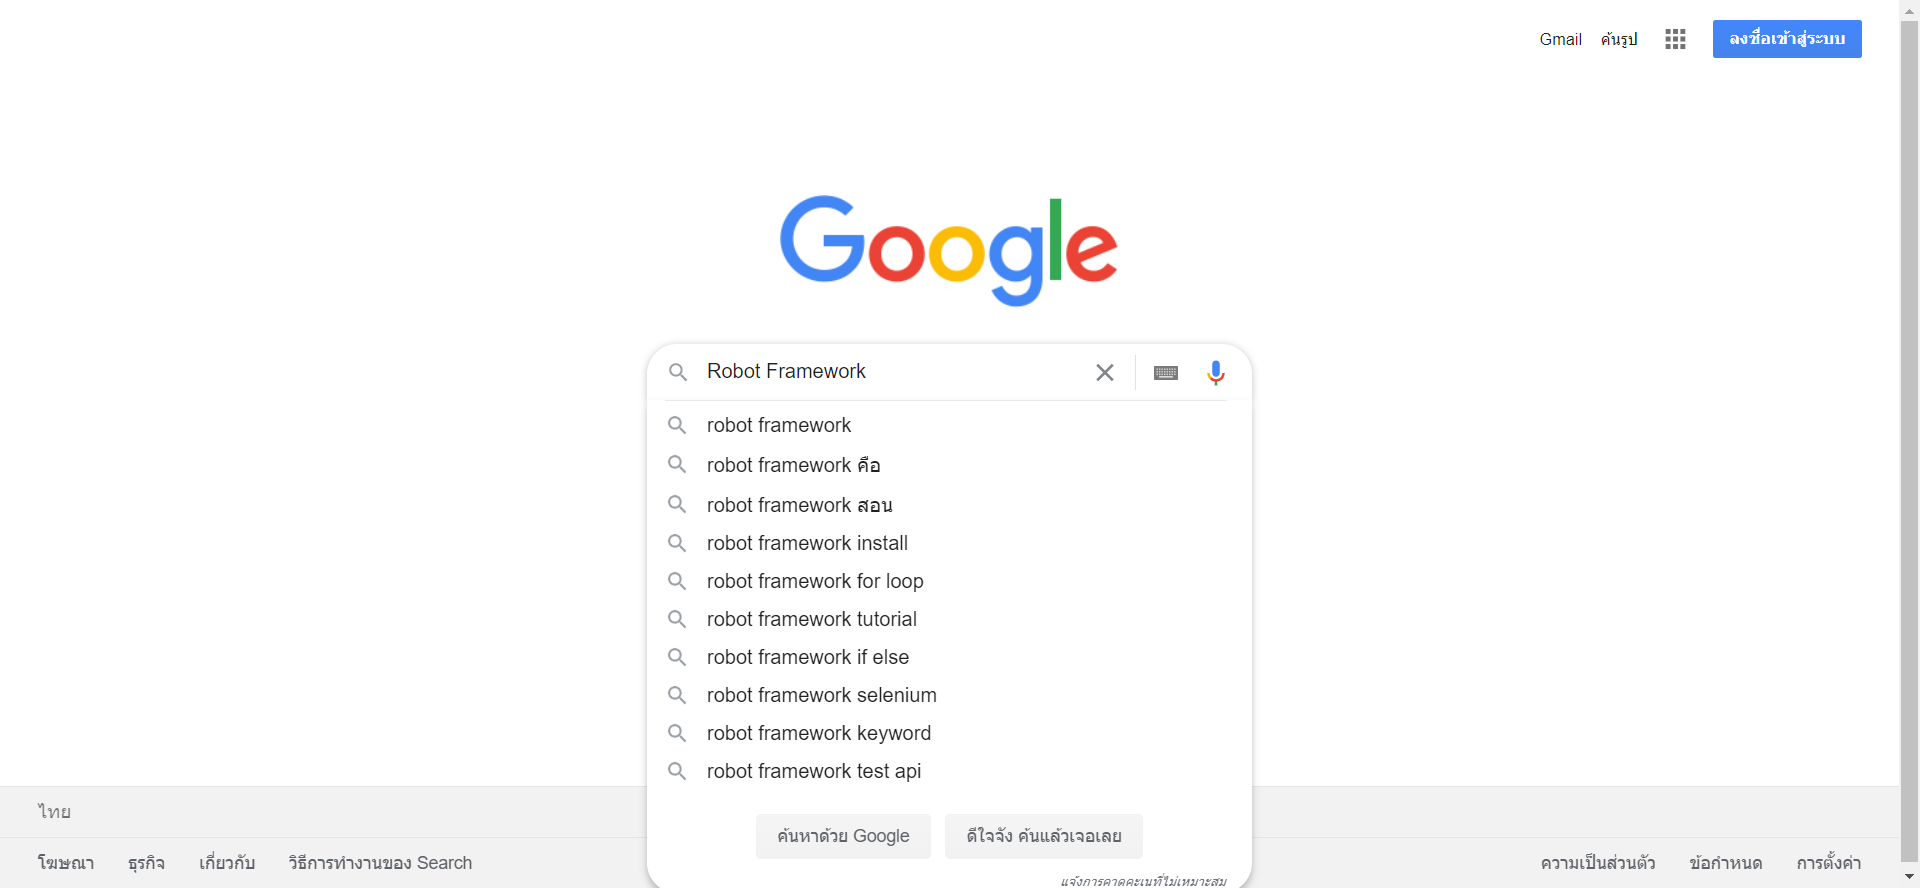 Gmail ค้นรูป ลงชื่อเข้าสู่ระบบ
Google
Robot Framework
robot framework
robot framework คือ
robot framework สอน
robot framework install
robot framework for loop
robot framework tutorial
robot framework if else
robot framework selenium
robot framework keyword
robot framework test api
ค้นหาด้วย Google ดีใจจัง ค้นแล้วเจอเลย
แจ้งการคาดคะเนที่ไม่เหมาะสม
ไทย
โฆษณา ธุรกิจ เกี่ยวกับ วิธีการทำงานของ Search ความเป็นส่วนตัว ข้อกำหนด การตั้งค่า